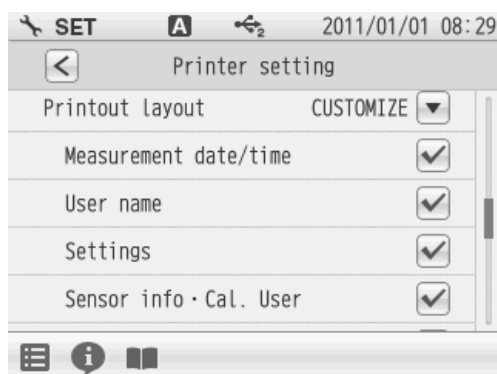 SET A 2 2011/01/01 08:29
< Printer setting
Printout layout CUSTOMIZE ▼
Measurement date/time
User name
Settings
Sensor info・Cal. User